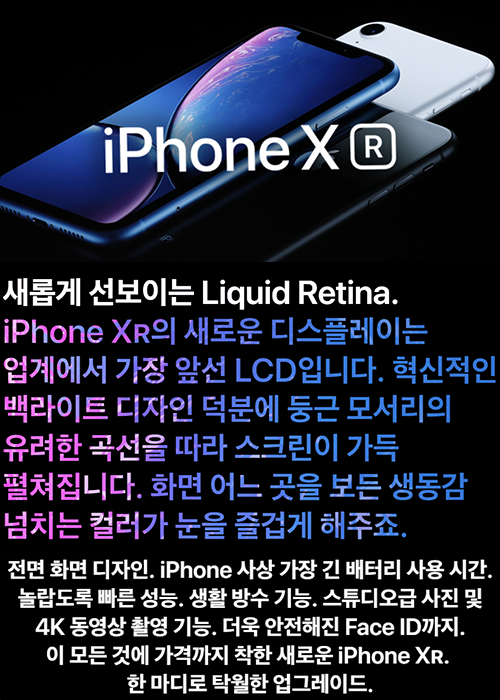 iPhone X R
새롭게 선보이는 Liquid Retina.
iPhone XR의 새로운 디스플레이는
업계에서 가장 앞선 LCD입니다. 혁신적인
백라이트 디자인 덕분에 둥근 모서리의
유려한 곡선을 따라 스크린이 가득
펼쳐집니다. 화면 어느 곳을 보든 생동감
넘치는 컬러가 눈을 즐겁게 해주죠.
전면 화면 디자인. iPhone 사상 가장 긴 배터리 사용 시간.
놀랍도록 빠른 성능. 생활 방수 기능. 스튜디오급 사진 및
4K 동영상 촬영 기능. 더욱 안전해진 Face ID까지.
이 모든 것에 가격까지 착한 새로운 iPhone XR.
한 마디로 탁월한 업그레이드.